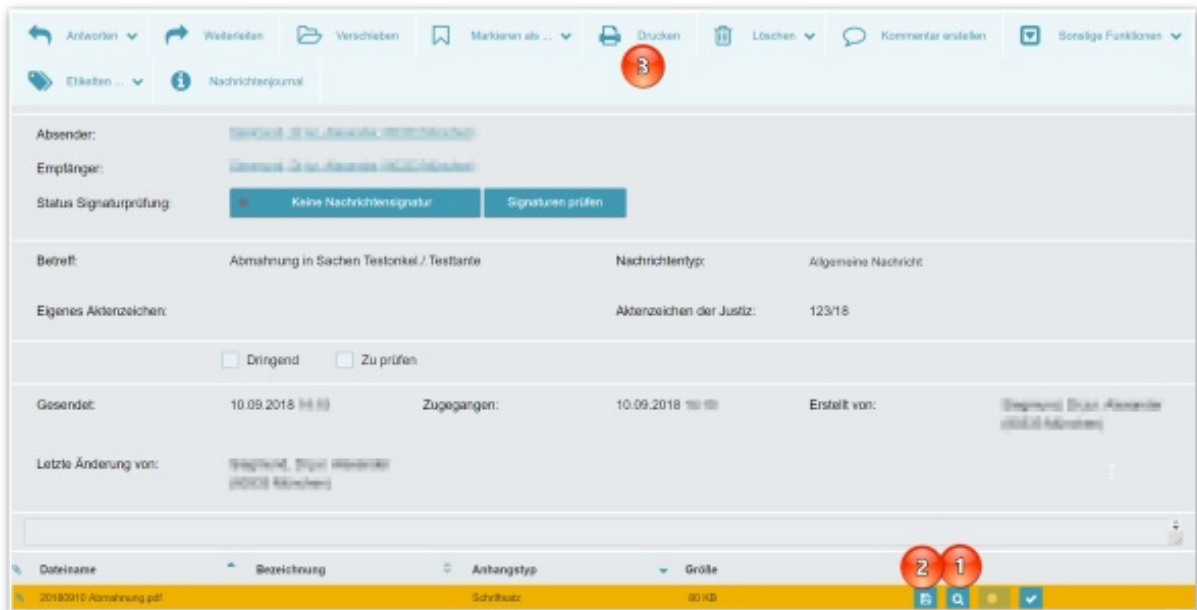 Antworten
Weiterleiten
Verschieben
Markieren als ...
Drucken
Löschen
Kommentar erstellen
Sonstige Funktionen
3
Etiketten ...
Nachrichtenjournal
Absender:
Empfänger:
Status Signaturprüfung:
Keine Nachrichtensignatur
Signaturen prüfen
Betreff:
Abmahnung in Sachen Testonkel ./. Testtante
Nachrichtentyp:
Allgemeine Nachricht
Eigenes Aktenzeichen:
Aktenzeichen der Justiz:
123/18
Dringend
Zu prüfen
Gesendet:
10.09.2018
Zugegangen:
10.09.2018
Erstellt von:
Letzte Änderung von:
2
1
Dateiname
Bezeichnung
Anhangstyp
Größe
20180910 Abmahnung.pdf
Schriftsatz
80 KB